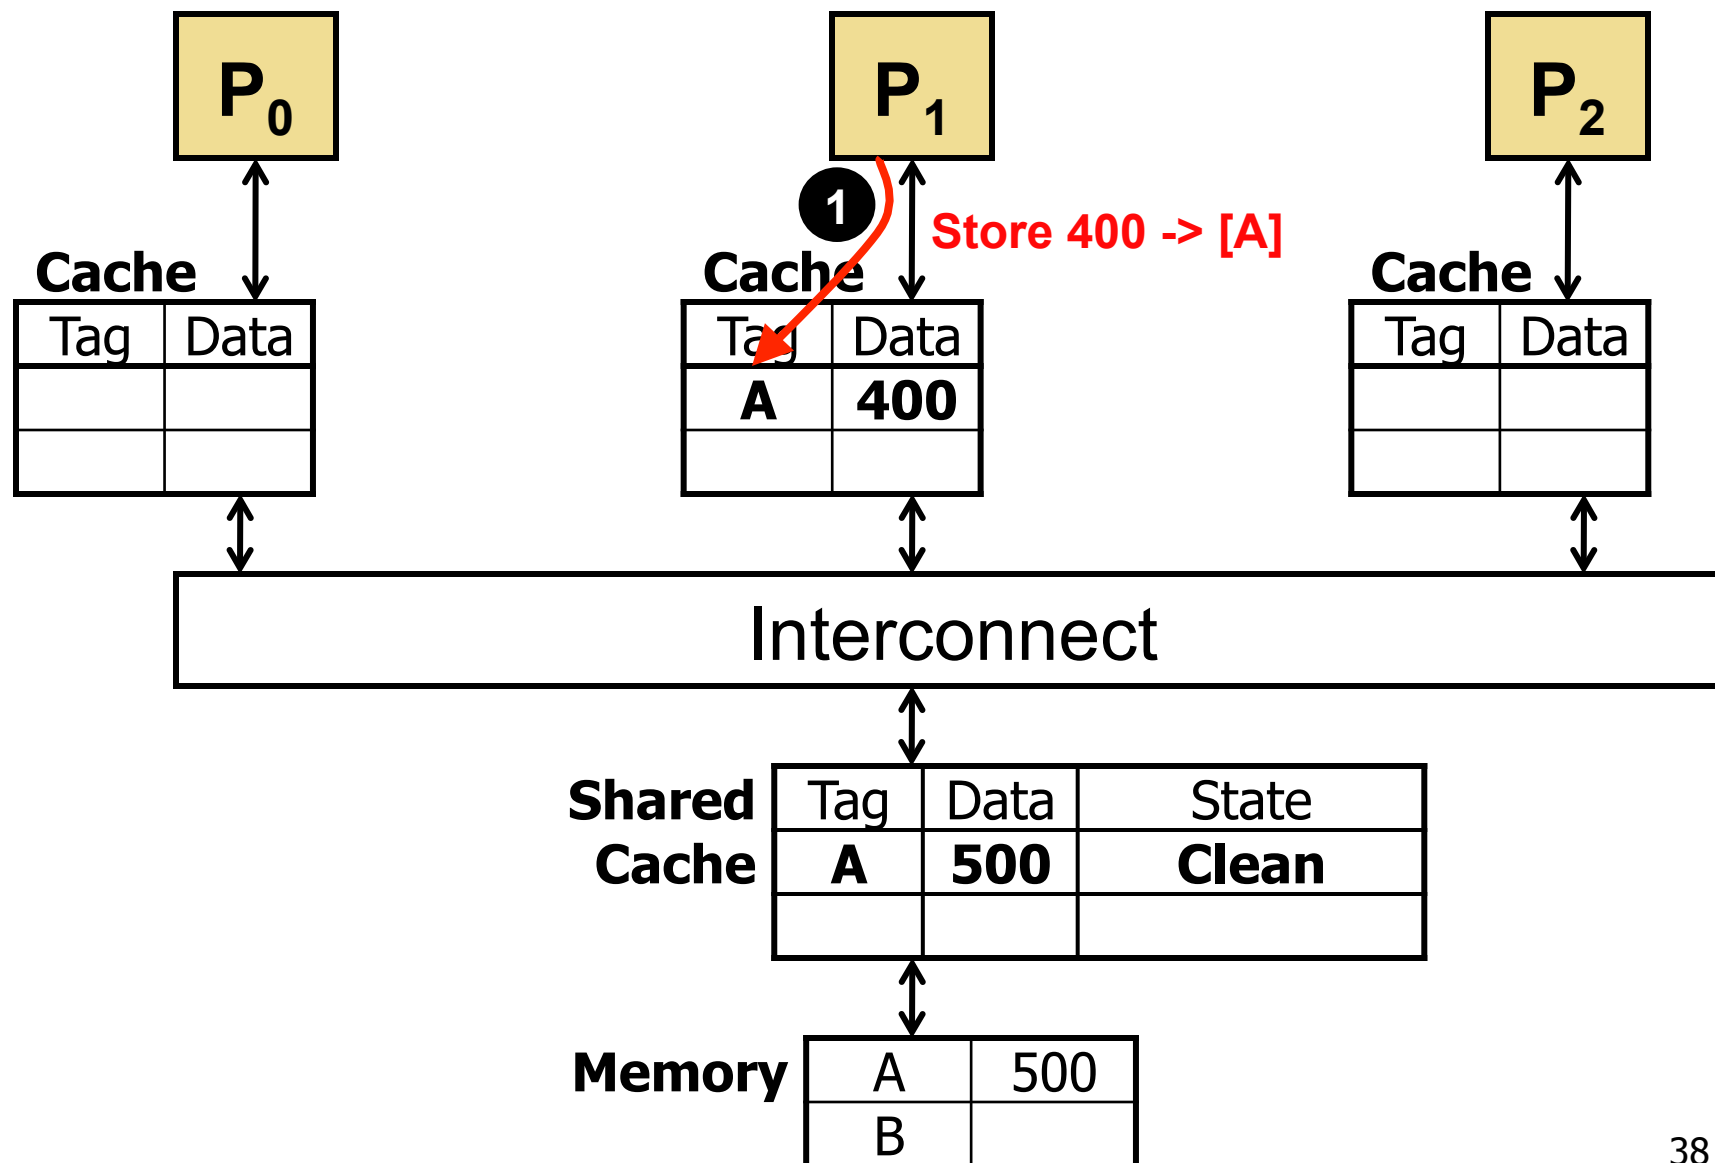 P0 P1 P2
1
Store 400 -> [A]
Cache Cache Cache
Tag Data Tag Data Tag Data
A 400
Interconnect
Shared Tag Data State
Cache A 500 Clean
Memory A 500
B
38